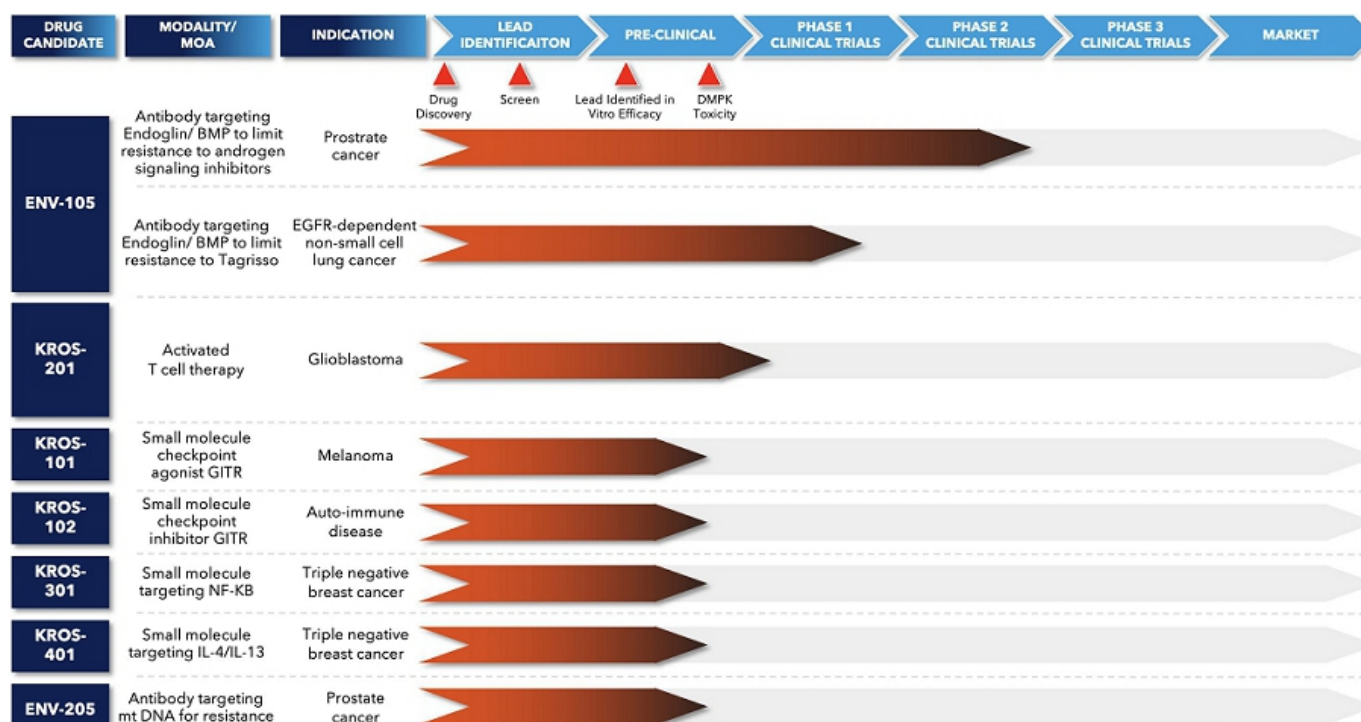 DRUG
CANDIDATE
MODALITY/
MOA
INDICATION
LEAD
IDENTIFICAITON
PRE-CLINICAL
PHASE 1
CLINICAL TRIALS
PHASE 2
CLINICAL TRIALS
PHASE 3
CLINICAL TRIALS
MARKET
Drug
Discovery
Screen
Lead Identified in
Vitro Efficacy
DMPK
Toxicity
ENV-105
Antibody targeting
Endoglin/ BMP to limit
resistance to androgen
signaling inhibitors
Prostrate
cancer
Antibody targeting
Endoglin/ BMP to limit
resistance to Tagrisso
EGFR-dependent
non-small cell
lung cancer
KROS-
201
Activated
T cell therapy
Glioblastoma
KROS-
101
Small molecule
checkpoint
agonist GITR
Melanoma
KROS-
102
Small molecule
checkpoint
inhibitor GITR
Auto-immune
disease
KROS-
301
Small molecule
targeting NF-KB
Triple negative
breast cancer
KROS-
401
Small molecule
targeting IL-4/IL-13
Triple negative
breast cancer
ENV-205
Antibody targeting
mt DNA for resistance
Prostate
cancer